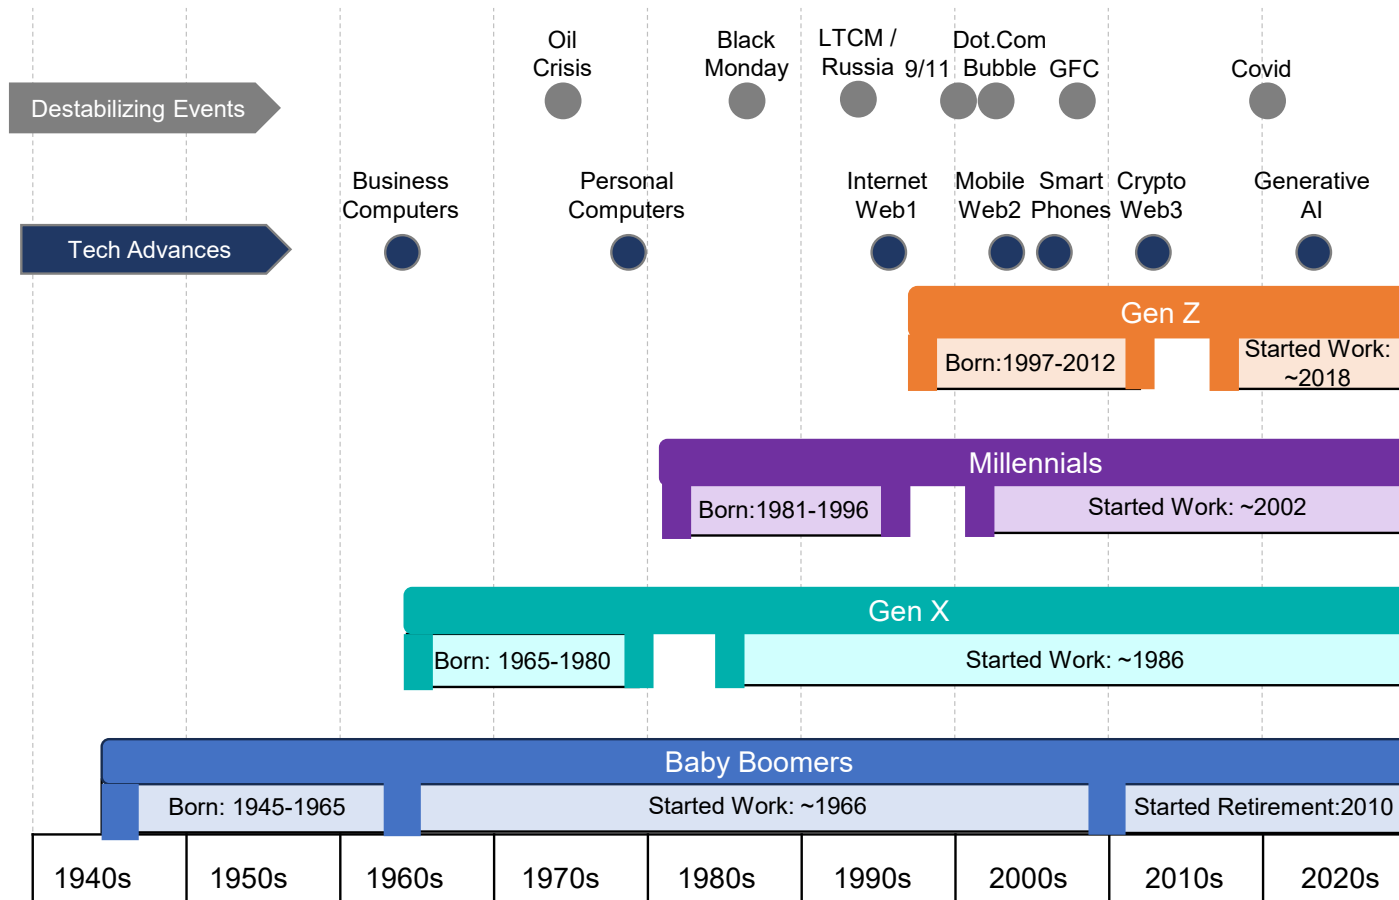 Oil
Crisis
Black
Monday
LTCM /
Russia
9/11
Dot.Com
Bubble
GFC
Covid
Destabilizing Events
Business
Computers
Personal
Computers
Internet
Web1
Mobile
Web2
Smart
Phones
Crypto
Web3
Generative
AI
Tech Advances
Gen Z
Born:1997-2012
Started Work:
~2018
Millennials
Born:1981-1996
Started Work: ~2002
Gen X
Born: 1965-1980
Started Work: ~1986
Baby Boomers
Born: 1945-1965
Started Work: ~1966
Started Retirement:2010
1940s
1950s
1960s
1970s
1980s
1990s
2000s
2010s
2020s